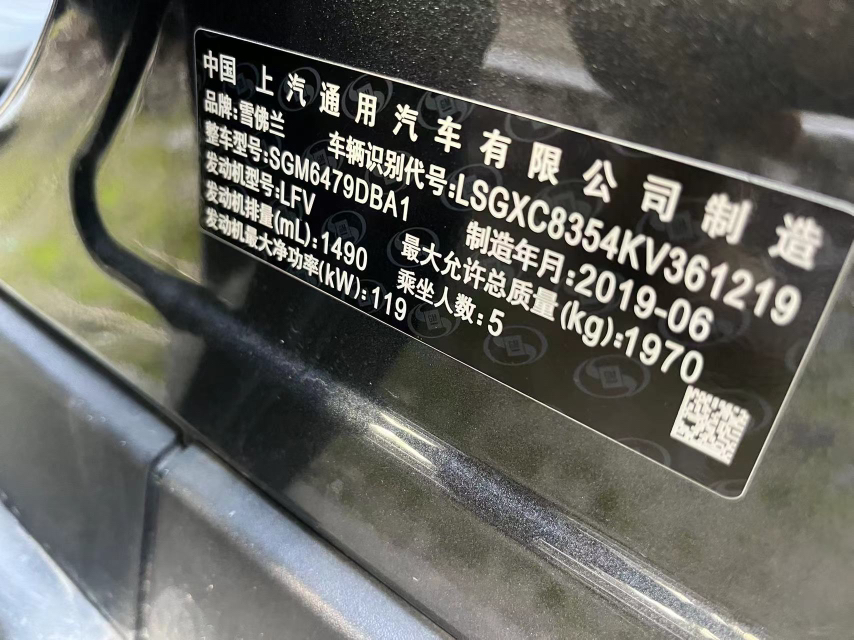 中国 上汽通用汽车有限公司制造
品牌:雪佛兰 车辆识别代号:LSGXC8354KV361219
整车型号:SGM6479DBA1 制造年月:2019-06
发动机型号:LFV 最大允许总质量(kg):1970
发动机排量(mL):1490 乘坐人数:5
发动机最大净功率(kW):119